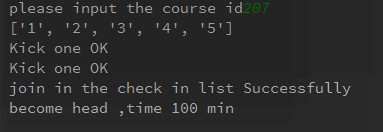 please input the course id207
['1', '2', '3', '4', '5']
Kick one OK
Kick one OK
join in the check in list Successfully
become head ,time 100 min